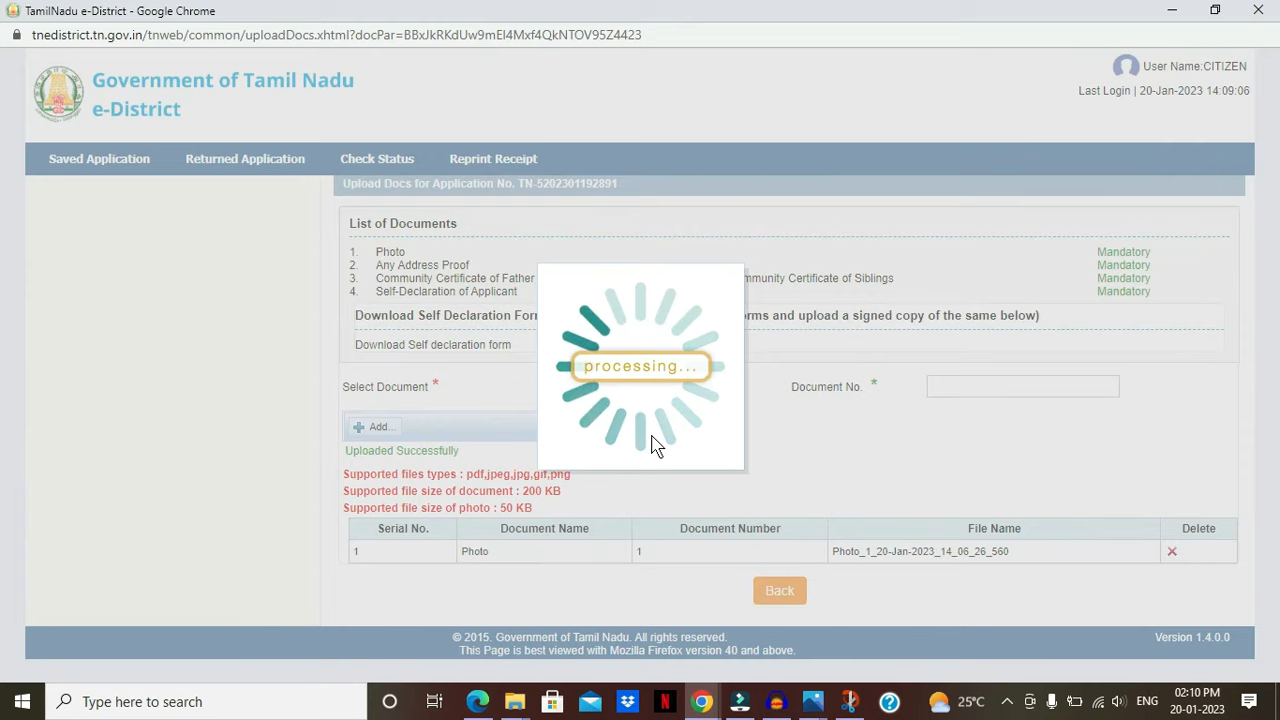 TamilNadu e-District - Google Chrome
tnedistrict.tn.gov.in/tnweb/common/uploadDocs.xhtml?docPar=BBxJkRKdUw9mEI4Mxf4QkNTOV95Z4423
Government of Tamil Nadu
e-District
User Name:CITIZEN
Last Login | 20-Jan-2023 14:09:06
Saved Application Returned Application Check Status Reprint Receipt
Upload Docs for Application No. TN-5202301192891
List of Documents
1. Photo Mandatory
2. Any Address Proof Mandatory
3. Community Certificate of Father Certificate of Siblings Mandatory
4. Self-Declaration of Applicant Mandatory
Download Self Declaration and upload a signed copy of the same below)
Download Self declaration form
processing...
Select Document * Document No. *
Add...
Uploaded Successfully
Supported files types : pdf,jpeg,jpg,gif,png
Supported file size of document : 200 KB
Supported file size of photo : 50 KB
Serial No. Document Name Document Number File Name Delete
1 Photo 1 Photo_1_20-Jan-2023_14_06_26_560
Back
© 2015. Government of Tamil Nadu. All rights reserved. Version 1.4.0.0
This Page is best viewed with Mozilla Firefox version 40 and above.
Type here to search
25°C ENG 02:10 PM
20-01-2023